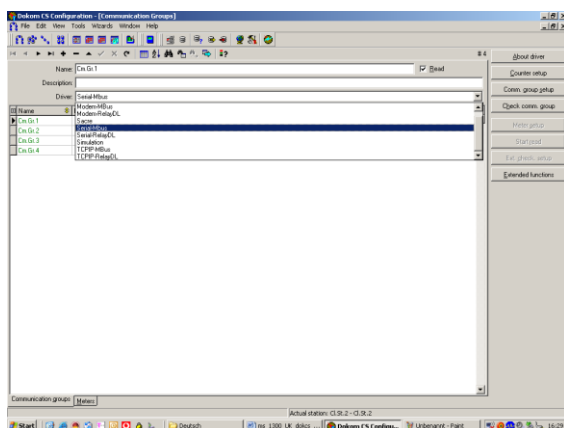 Dokom CS Configuration - [Communication Groups]
File Edit View Tools Wizards Window Help
About driver
Name Cm.Gr.1
Read
Counter setup
Description
Comm. group setup
Driver Serial-Mbus
Check comm. group
Name
Modem-MBus
Modem-RelayDL
Cm.Gr.1
Sacre
Serial-Mbus
Meter setup
Cm.Gr.2
Serial-RelayDL
Start read
Cm.Gr.3
Simulation
TCPIP-MBus
Cm.Gr.4
TCPIP-RelayDL
Extended functions
Communication groups Meters
Actual station: Cl.St.2 - Cl.St.2
Start
Deutsch
ms_1300_UK_dokcs ...
Dokom CS Configu...
Unbenannt - Paint
16:29